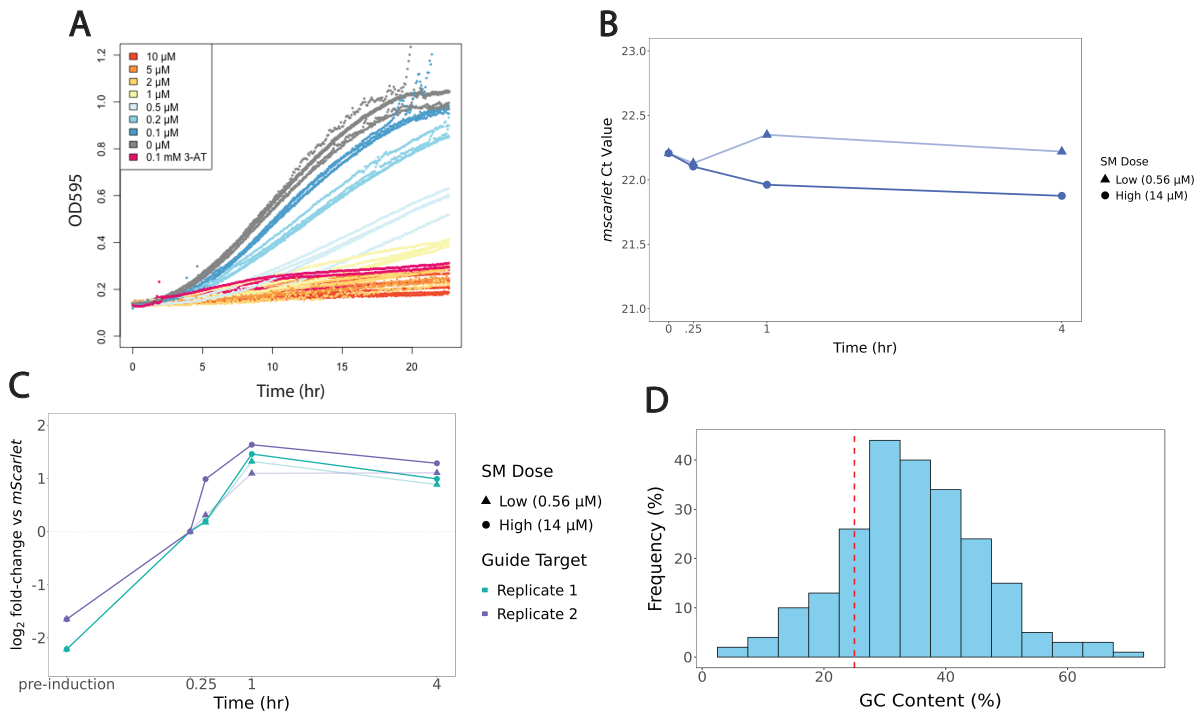 A
10 µM
5 µM
2 µM
1 µM
0.5 µM
0.2 µM
0.1 µM
0 µM
0.1 mM 3-AT
OD595
0.0 0.2 0.4 0.6 0.8 1.0 1.2
0 5 10 15 20
Time (hr)
B
mscarlet Ct Value
23.0
22.5
22.0
21.5
21.0
0 .25 1 4
Time (hr)
SM Dose
Low (0.56 µM)
High (14 µM)
C
log2 fold-change vs mScarlet
2
1
0
-1
-2
pre-induction 0.25 1 4
Time (hr)
SM Dose
Low (0.56 µM)
High (14 µM)
Guide Target
Replicate 1
Replicate 2
D
Frequency (%)
40
30
20
10
0
0 20 40 60
GC Content (%)